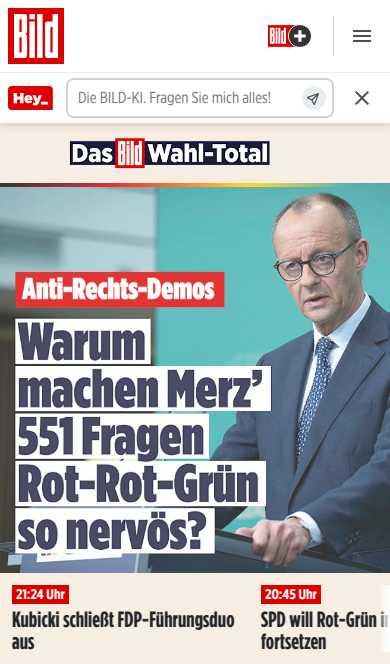 Bild
Bild
Hey_
Die BILD-KI. Fragen Sie mich alles!
Das Bild Wahl-Total
Anti-Rechts-Demos
Warum
machen Merz’
551 Fragen
Rot-Rot-Grün
so nervös?
21:24 Uhr
Kubicki schließt FDP-Führungsduo
aus
20:45 Uhr
SPD will Rot-Grün
fortsetzen